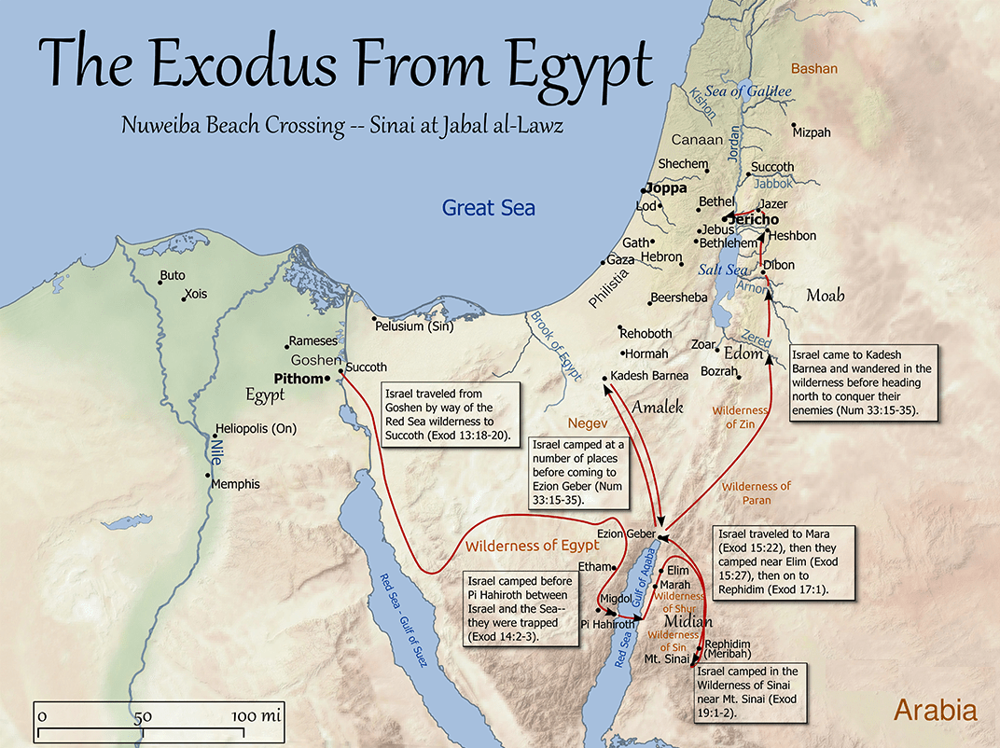 The Exodus From Egypt
Nuweiba Beach Crossing -- Sinai at Jabal al-Lawz
Bashan
Sea of Galilee
Kishon
Mizpah
Canaan
Jordan
Shechem
Succoth
Jabbok
Joppa
Lod
Bethel
Jazer
Jericho
Great Sea
Jebus
Heshbon
Gath
Bethlehem
Hebron
Gaza
Salt Sea
Dibon
Arnon
Philistia
Moab
Beersheba
Buto
Xois
Pelusium (Sin)
Brook of Egypt
Rehoboth
Zered
Rameses
Zoar
Edom
Hormah
Goshen
Succoth
Pithom
Kadesh Barnea
Bozrah
Egypt
Amalek
Israel came to Kadesh
Barnea and wandered in the
wilderness before heading
north to conquer their
enemies (Num 33:15-35).
Israel traveled from
Goshen by way of the
Red Sea wilderness to
Succoth (Exod 13:18-20).
Wilderness
of Zin
Negev
Heliopolis (On)
Nile
Israel camped at a
number of places
before coming to
Ezion Geber (Num
33:15-35).
Memphis
Wilderness of
Paran
Ezion Geber
Wilderness of Egypt
Israel traveled to Mara
(Exod 15:22), then they
camped near Elim (Exod
15:27), then on to
Rephidim (Exod 17:1).
Etham
Gulf of Aqaba
Elim
Marah
Israel camped before
Pi Hahiroth between
Israel and the Sea--
they were trapped
(Exod 14:2-3).
Migdol
Wilderness
of Shur
Red Sea - Gulf of Suez
Pi Hahiroth
Midian
Red Sea
Wilderness
of Sin
Rephidim
(Meribah)
Mt. Sinai
Israel camped in the
Wilderness of Sinai
near Mt. Sinai (Exod
19:1-2).
Arabia
0 50 100 mi